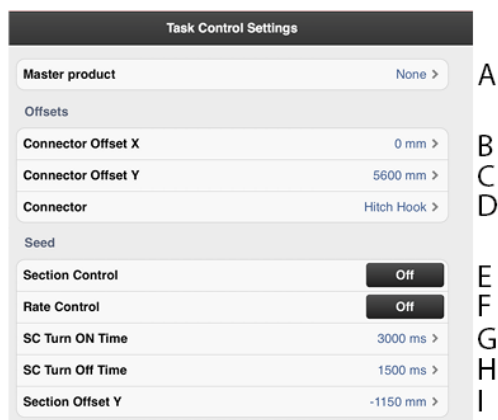 Task Control Settings
Master product None > A
Offsets
Connector Offset X 0 mm > B
Connector Offset Y 5600 mm > C
Connector Hitch Hook > D
Seed
Section Control Off E
Rate Control Off F
SC Turn ON Time 3000 ms > G
SC Turn Off Time 1500 ms > H
Section Offset Y -1150 mm > I